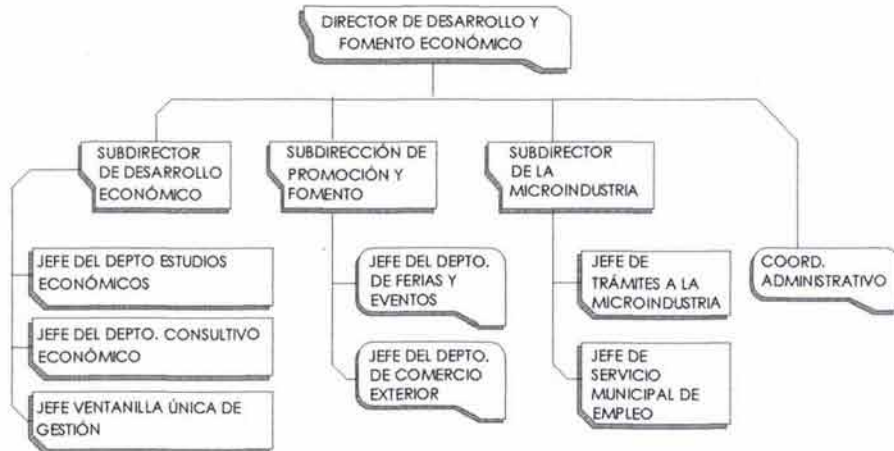 DIRECTOR DE DESARROLLO Y
FOMENTO ECONÓMICO
SUBDIRECTOR
DE DESARROLLO
ECONÓMICO
SUBDIRECCIÓN DE
PROMOCIÓN Y
FOMENTO
SUBDIRECTOR
DE LA
MICROINDUSTRIA
JEFE DEL DEPTO ESTUDIOS
ECONÓMICOS
JEFE DEL DEPTO.
DE FERIAS Y
EVENTOS
JEFE DE
TRÁMITES A LA
MICROINDUSTRIA
COORD.
ADMINISTRATIVO
JEFE DEL DEPTO. CONSULTIVO
ECONÓMICO
JEFE DEL DEPTO.
DE COMERCIO
EXTERIOR
JEFE DE
SERVICIO
MUNICIPAL DE
EMPLEO
JEFE VENTANILLA ÚNICA DE
GESTIÓN